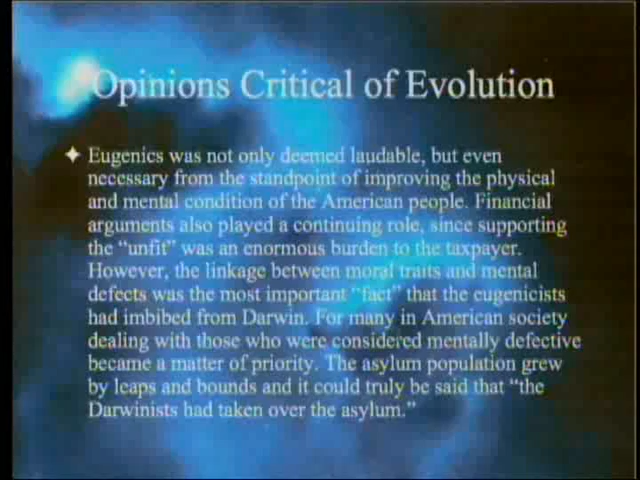 Opinions Critical of Evolution
Eugenics was not only deemed laudable, but even
necessary from the standpoint of improving the physical
and mental condition of the American people. Financial
arguments also played a continuing role, since supporting
the “unfit” was an enormous burden to the taxpayer.
However, the linkage between moral traits and mental
defects was the most important “fact” that the eugenicists
had imbibed from Darwin. For many in American society
dealing with those who were considered mentally defective
became a matter of priority. The asylum population grew
by leaps and bounds and it could truly be said that “the
Darwinists had taken over the asylum.”